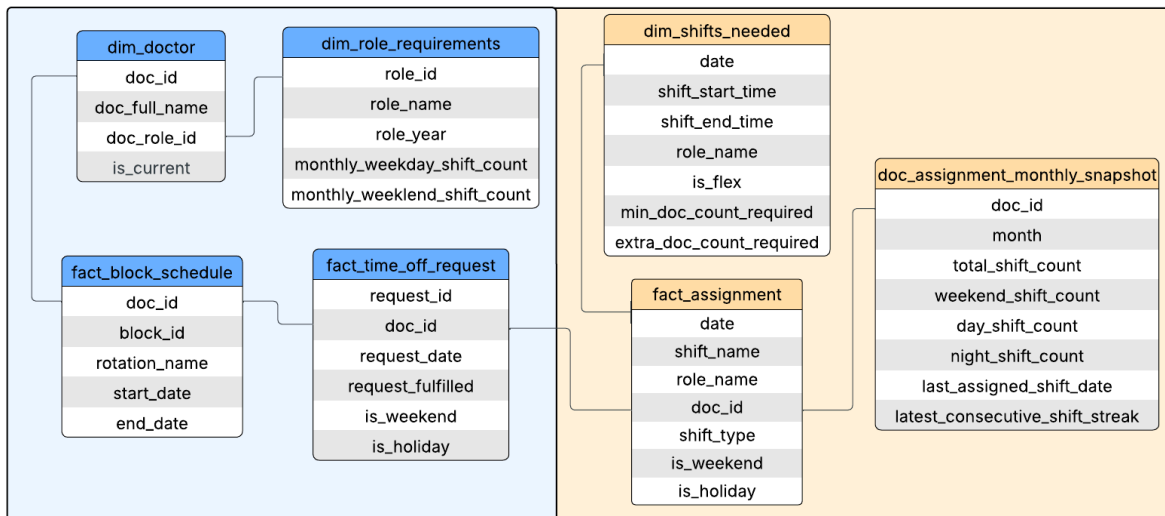 dim_doctor
doc_id
doc_full_name
doc_role_id
is_current
dim_role_requirements
role_id
role_name
role_year
monthly_weekday_shift_count
monthly_weeklend_shift_count
fact_block_schedule
doc_id
block_id
rotation_name
start_date
end_date
fact_time_off_request
request_id
doc_id
request_date
request_fulfilled
is_weekend
is_holiday
dim_shifts_needed
date
shift_start_time
shift_end_time
role_name
is_flex
min_doc_count_required
extra_doc_count_required
fact_assignment
date
shift_name
role_name
doc_id
shift_type
is_weekend
is_holiday
doc_assignment_monthly_snapshot
doc_id
month
total_shift_count
weekend_shift_count
day_shift_count
night_shift_count
last_assigned_shift_date
latest_consecutive_shift_streak